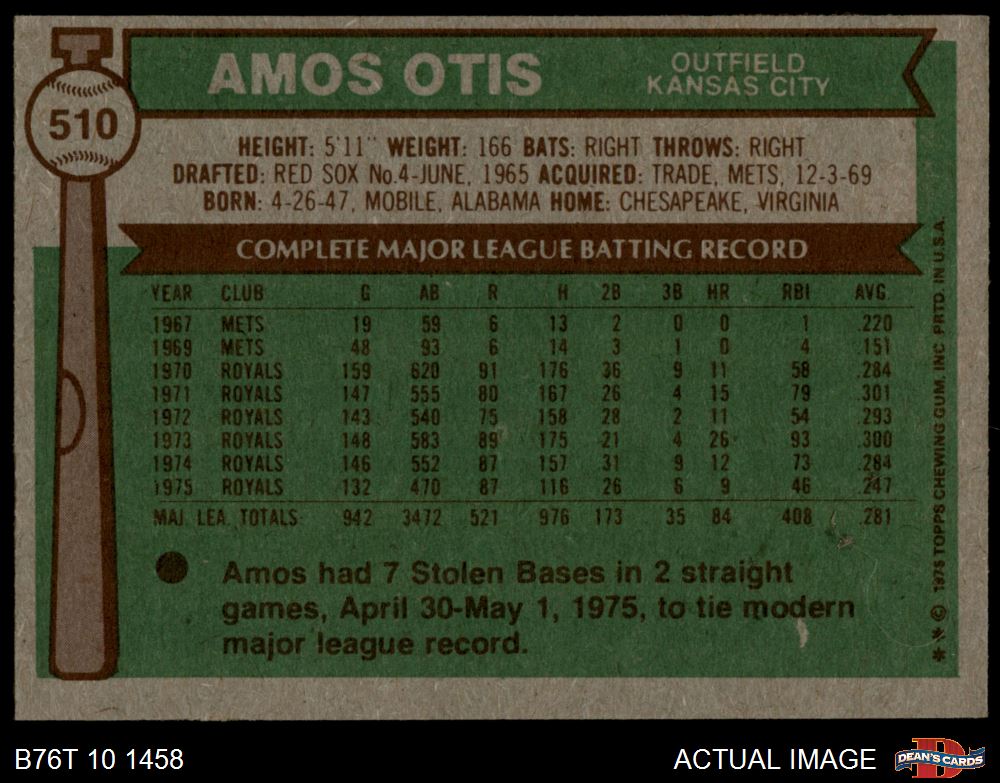 T
510
AMOS OTIS
OUTFIELD
KANSAS CITY
HEIGHT: 5'11" WEIGHT: 166 BATS: RIGHT THROWS: RIGHT
DRAFTED: RED SOX No.4-JUNE, 1965 ACQUIRED: TRADE, METS, 12-3-69
BORN: 4-26-47, MOBILE, ALABAMA HOME: CHESAPEAKE, VIRGINIA
COMPLETE MAJOR LEAGUE BATTING RECORD
YEAR CLUB G AB R H 2B 3B HR RBI AVG.
1967 METS 19 59 6 13 2 0 0 1 .220
1969 METS 48 93 6 14 3 1 0 4 .151
1970 ROYALS 159 620 91 176 36 9 11 58 .284
1971 ROYALS 147 555 80 167 26 4 15 79 .301
1972 ROYALS 143 540 75 158 28 2 11 54 .293
1973 ROYALS 148 583 89 175 21 4 26 93 .300
1974 ROYALS 146 552 87 157 31 9 12 73 .284
1975 ROYALS 132 470 87 116 26 6 9 46 .247
MAJ. LEA. TOTALS 942 3472 521 976 173 35 84 408 .281
Amos had 7 Stolen Bases in 2 straight
games, April 30-May 1, 1975, to tie modern
major league record.
* * © 1975 TOPPS CHEWING GUM, INC PRTD. IN U.S.A.
B76T 10 1458
ACTUAL IMAGE
D
DEAN'S CARDS